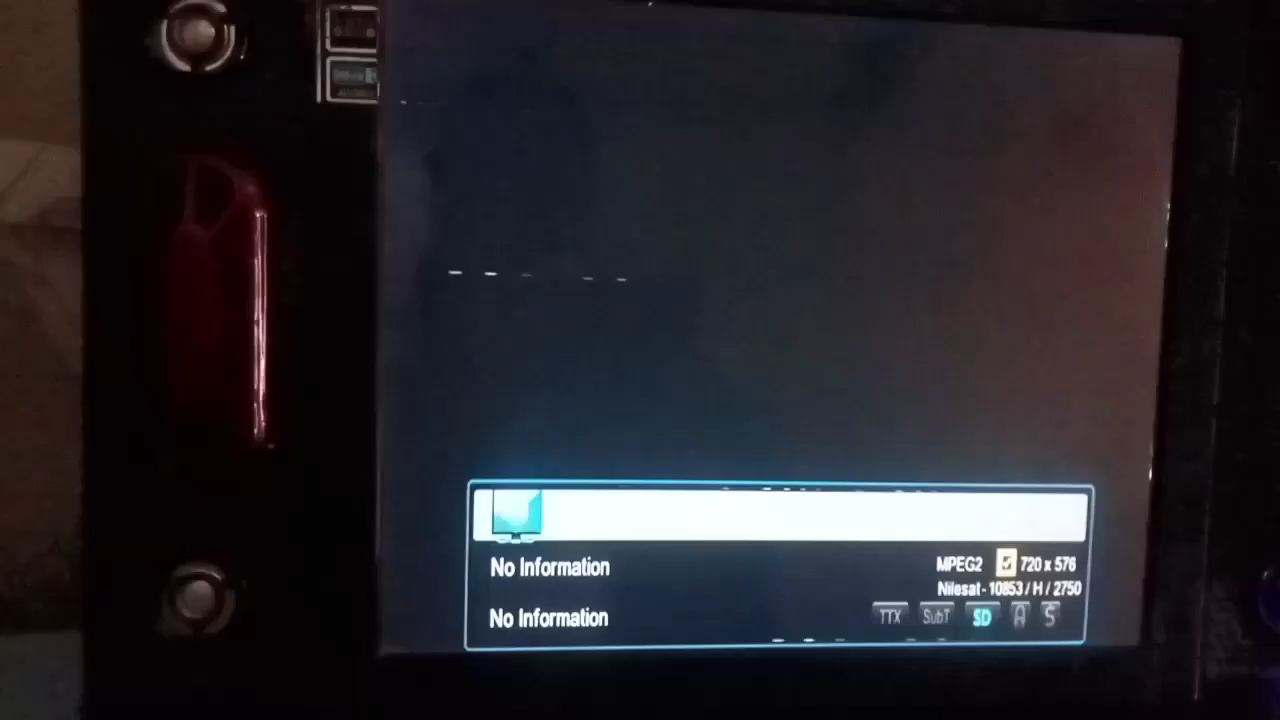 No Information
MPEG2 720 x 576
Nilesat - 10853 / H / 2750
No Information
TTX SubT SD A S